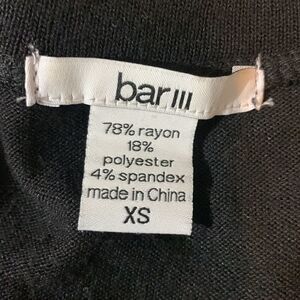 bar III
78% rayon
18%
polyester
4% spandex
made in China
XS